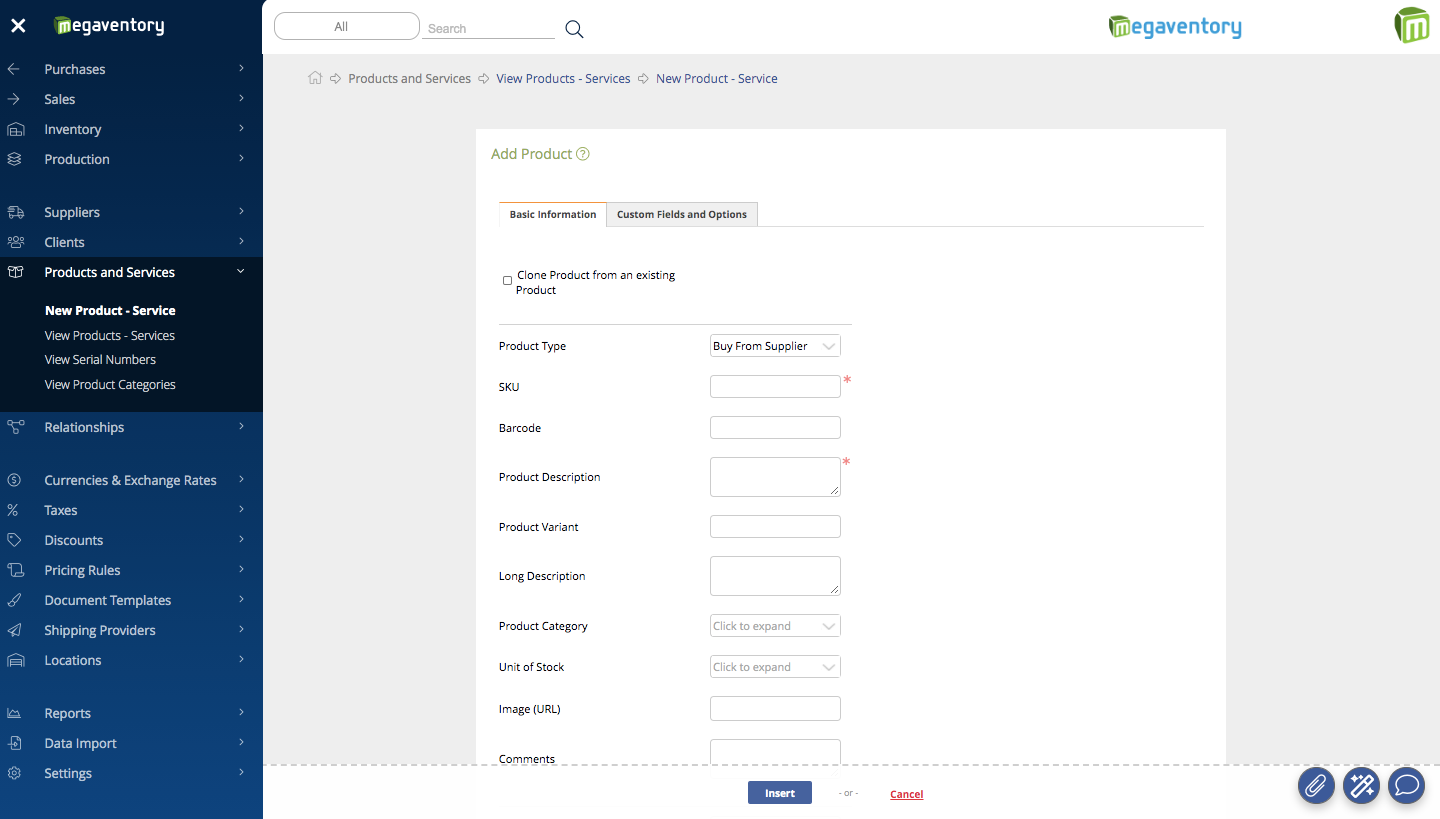 megaventory
All
Search
megaventory
Purchases
Sales
Inventory
Production
Suppliers
Clients
Products and Services
New Product - Service
View Products - Services
View Serial Numbers
View Product Categories
Relationships
Currencies & Exchange Rates
Taxes
Discounts
Pricing Rules
Document Templates
Shipping Providers
Locations
Reports
Data Import
Settings
Products and Services View Products - Services New Product - Service
Add Product ?
Basic Information Custom Fields and Options
Clone Product from an existing
Product
Product Type Buy From Supplier
SKU *
Barcode
Product Description *
Product Variant
Long Description
Product Category Click to expand
Unit of Stock Click to expand
Image (URL)
Comments
Insert - or - Cancel